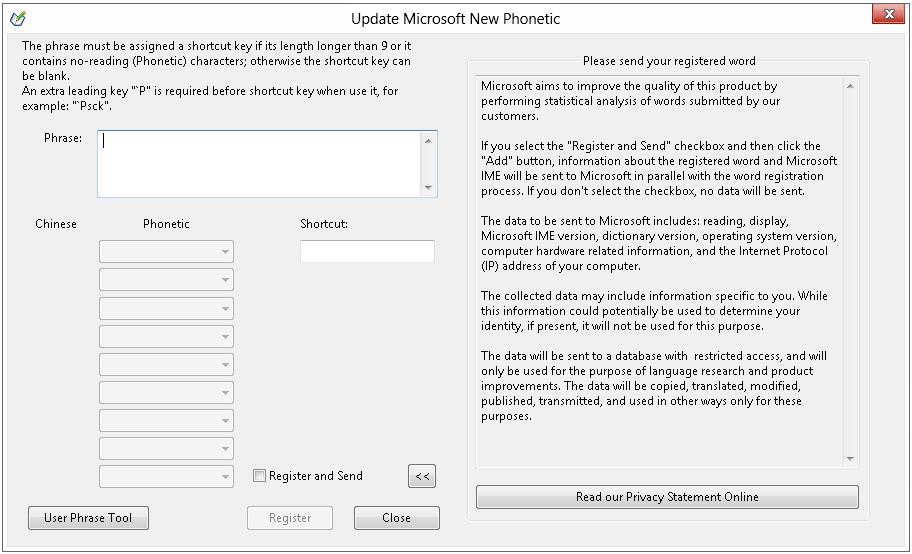 Update Microsoft New Phonetic
The phrase must be assigned a shortcut key if its length longer than 9 or it
contains no-reading (Phonetic) characters; otherwise the shortcut key can
be blank.
An extra leading key "`P" is required before shortcut key when use it, for
example: "`Psck".
Phrase:
Chinese
Phonetic
Shortcut:
Register and Send
<<
User Phrase Tool
Register
Close
Please send your registered word
Microsoft aims to improve the quality of this product by
performing statistical analysis of words submitted by our
customers.
If you select the "Register and Send" checkbox and then click the
"Add" button, information about the registered word and Microsoft
IME will be sent to Microsoft in parallel with the word registration
process. If you don't select the checkbox, no data will be sent.
The data to be sent to Microsoft includes: reading, display,
Microsoft IME version, dictionary version, operating system version,
computer hardware related information, and the Internet Protocol
(IP) address of your computer.
The collected data may include information specific to you. While
this information could potentially be used to determine your
identity, if present, it will not be used for this purpose.
The data will be sent to a database with  restricted access, and will
only be used for the purpose of language research and product
improvements. The data will be copied, translated, modified,
published, transmitted, and used in other ways only for these
purposes.
Read our Privacy Statement Online